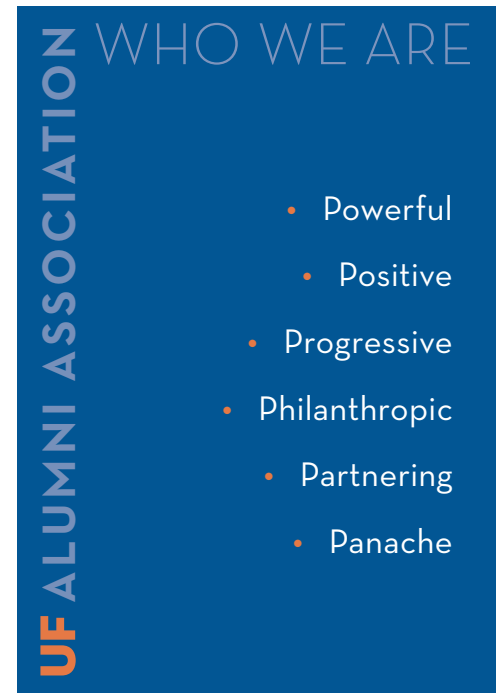 WHO WE ARE
UF ALUMNI ASSOCIATION
• Powerful
• Positive
• Progressive
• Philanthropic
• Partnering
• Panache